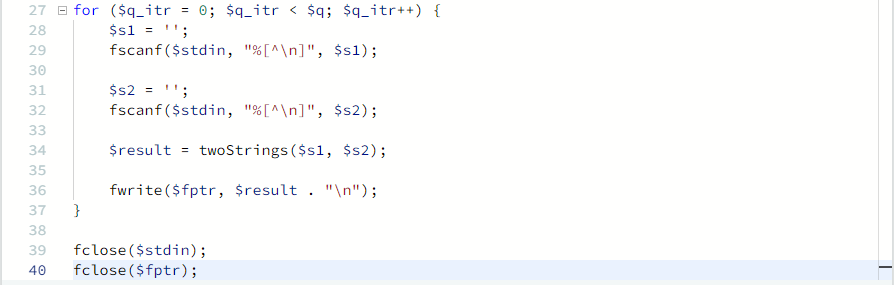 27 for ($q_itr = 0; $q_itr < $q; $q_itr++) {
28     $s1 = '';
29     fscanf($stdin, "%[^\n]", $s1);
30
31     $s2 = '';
32     fscanf($stdin, "%[^\n]", $s2);
33
34     $result = twoStrings($s1, $s2);
35
36     fwrite($fptr, $result . "\n");
37 }
38
39 fclose($stdin);
40 fclose($fptr);